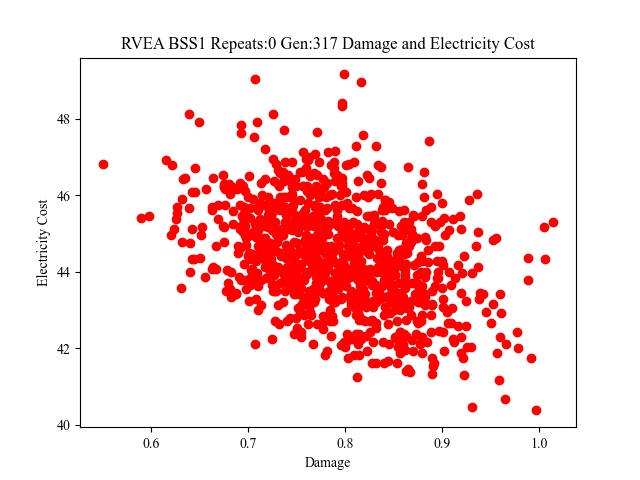 RVEA BSS1 Repeats:0 Gen:317 Damage and Electricity Cost
48
46
44
42
40
Electricity Cost
0.6 0.7 0.8 0.9 1.0
Damage